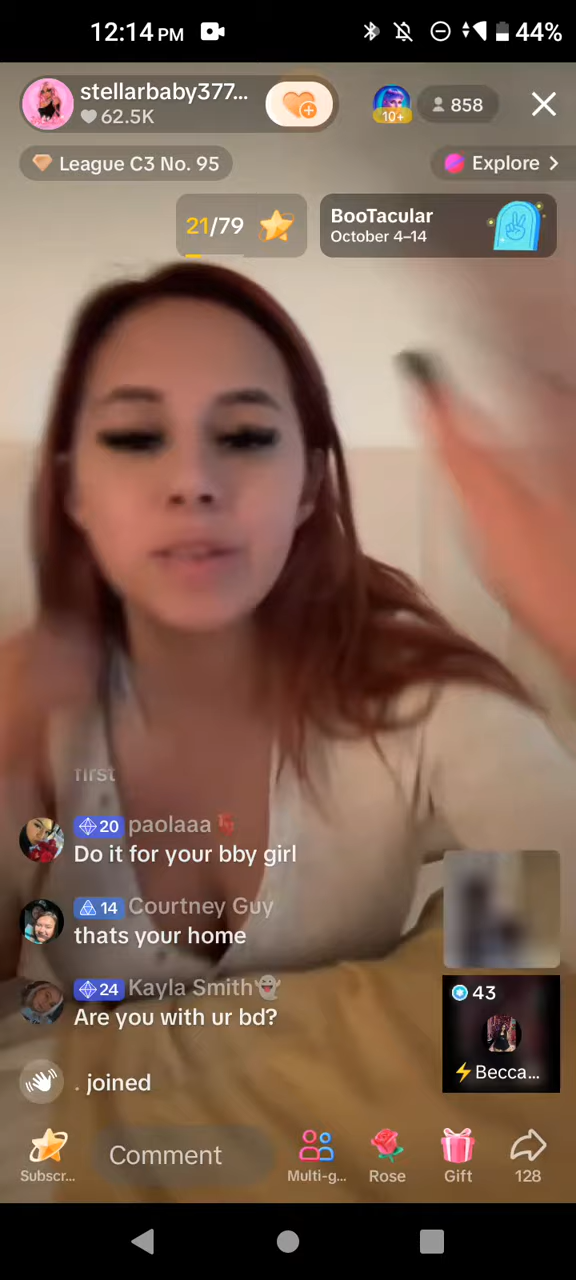 12:14 PM 44%
stellarbaby377...
62.5K
10+
858
League C3 No. 95
Explore >
21/79
BooTacular
October 4–14
first
20 paolaaa
Do it for your bby girl
14 Courtney Guy
thats your home
24 Kayla Smith
Are you with ur bd?
43
Becca...
. joined
Comment
Subscr...
Multi-g...
Rose
Gift
128